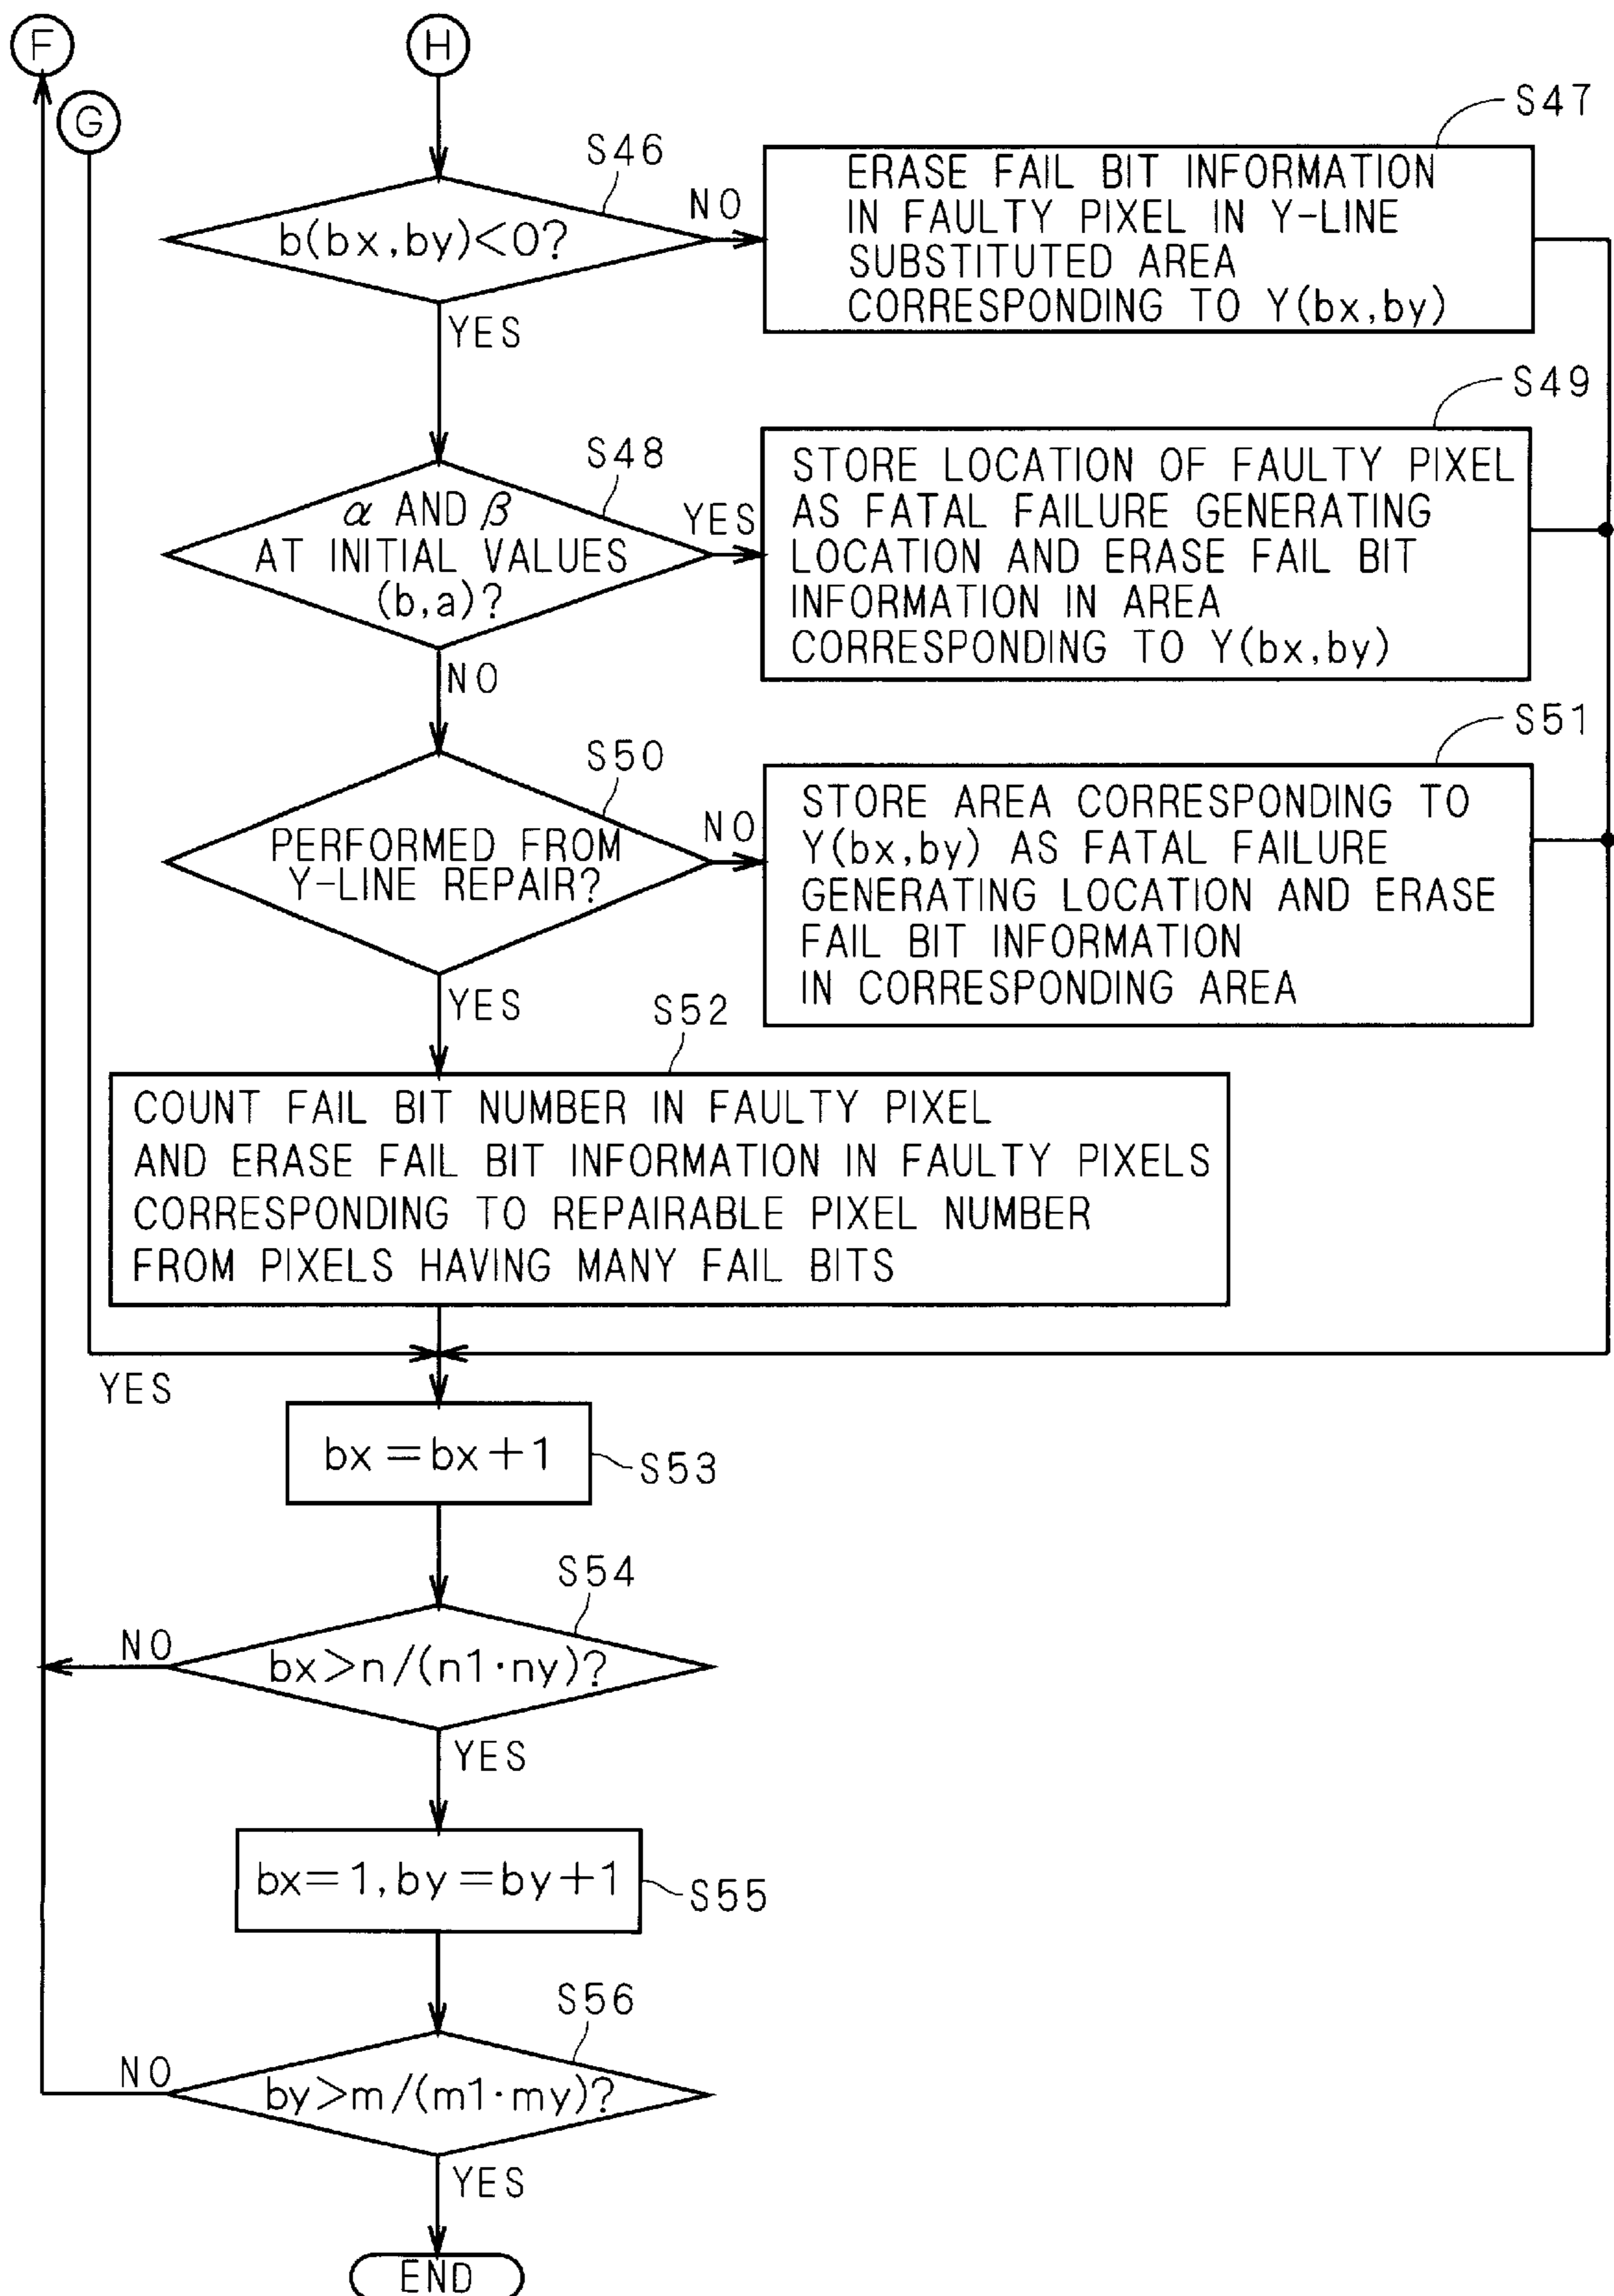 F
H
G
S46
S47
b(bx,by)<0?
NO
YES
ERASE FAIL BIT INFORMATION
IN FAULTY PIXEL IN Y-LINE
SUBSTITUTED AREA
CORRESPONDING TO Y(bx,by)
S48
S49
α AND β
AT INITIAL VALUES
(b,a)?
YES
NO
STORE LOCATION OF FAULTY PIXEL
AS FATAL FAILURE GENERATING
LOCATION AND ERASE FAIL BIT
INFORMATION IN AREA
CORRESPONDING TO Y(bx,by)
S50
S51
PERFORMED FROM
Y-LINE REPAIR?
NO
YES
STORE AREA CORRESPONDING TO
Y(bx,by) AS FATAL FAILURE
GENERATING LOCATION AND ERASE
FAIL BIT INFORMATION
IN CORRESPONDING AREA
S52
COUNT FAIL BIT NUMBER IN FAULTY PIXEL
AND ERASE FAIL BIT INFORMATION IN FAULTY PIXELS
CORRESPONDING TO REPAIRABLE PIXEL NUMBER
FROM PIXELS HAVING MANY FAIL BITS
YES
bx=bx+1
S53
S54
NO
bx>n/(n1·ny)?
YES
bx=1,by=by+1
S55
S56
NO
by>m/(m1·my)?
YES
END